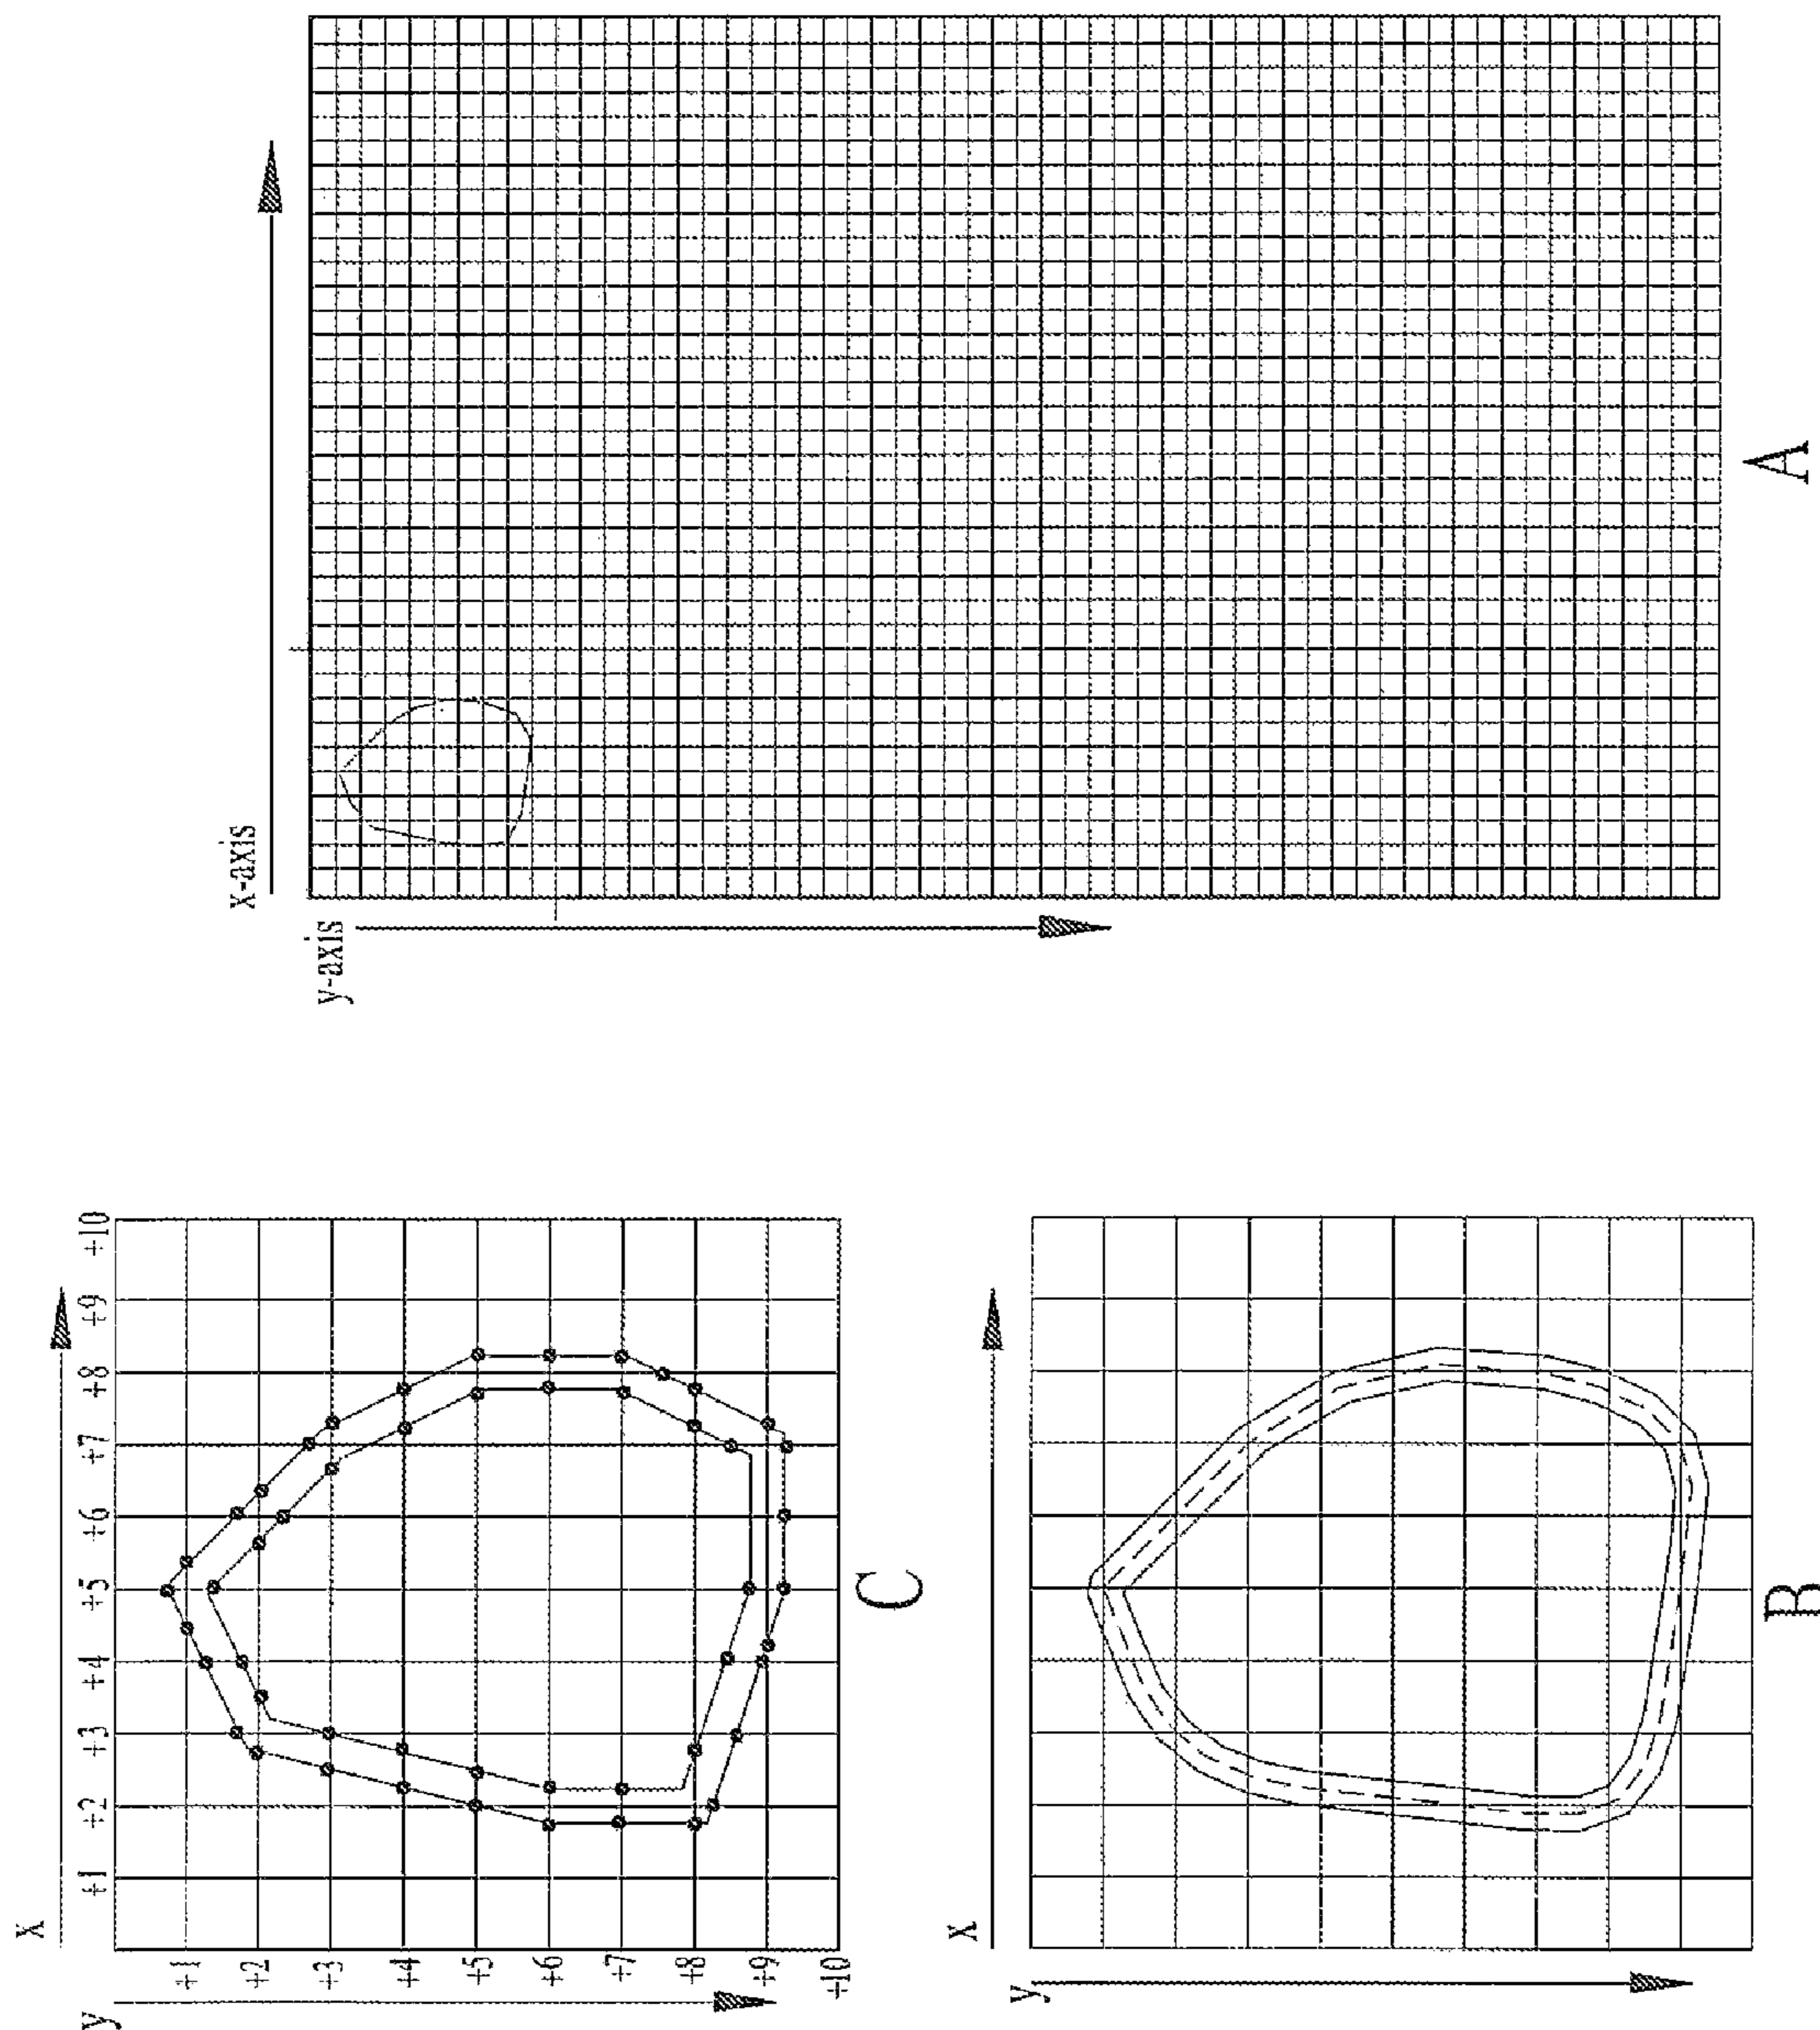 x-axis
y-axis
A
x
+1 +2 +3 +4 +5 +6 +7 +8 +9 +10
y
+1
+2
+3
+4
+5
+6
+7
+8
+9
+10
C
x
y
B